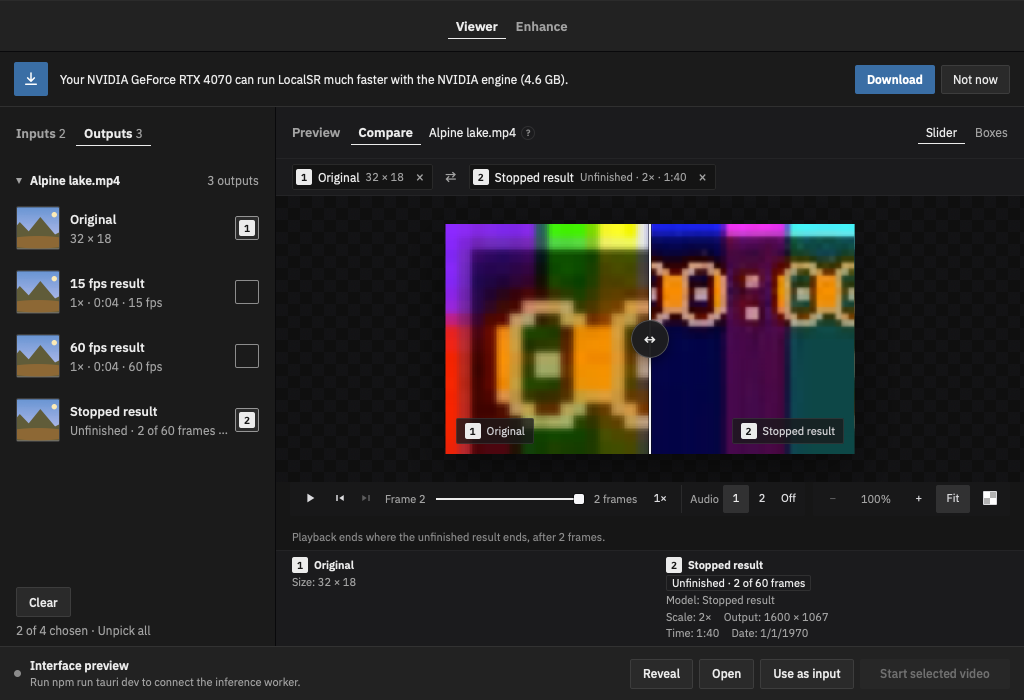 Viewer Enhance
Your NVIDIA GeForce RTX 4070 can run LocalSR much faster with the NVIDIA engine (4.6 GB).
Download Not now
Inputs 2 Outputs 3
Preview Compare Alpine lake.mp4 ?
Slider Boxes
▼ Alpine lake.mp4 3 outputs
1 Original 32 × 18 × ⇄ 2 Stopped result Unfinished · 2× · 1:40 ×
Original
32 × 18
1
15 fps result
1× · 0:04 · 15 fps
60 fps result
1× · 0:04 · 60 fps
Stopped result
Unfinished · 2 of 60 frames ...
2
1 Original
2 Stopped result
Frame 2 2 frames 1× Audio 1 2 Off − 100% + Fit
Playback ends where the unfinished result ends, after 2 frames.
1 Original
Size: 32 × 18
2 Stopped result
Unfinished · 2 of 60 frames
Model: Stopped result
Scale: 2× Output: 1600 × 1067
Time: 1:40 Date: 1/1/1970
Clear
2 of 4 chosen · Unpick all
Interface preview
Run npm run tauri dev to connect the inference worker.
Reveal Open Use as input Start selected video